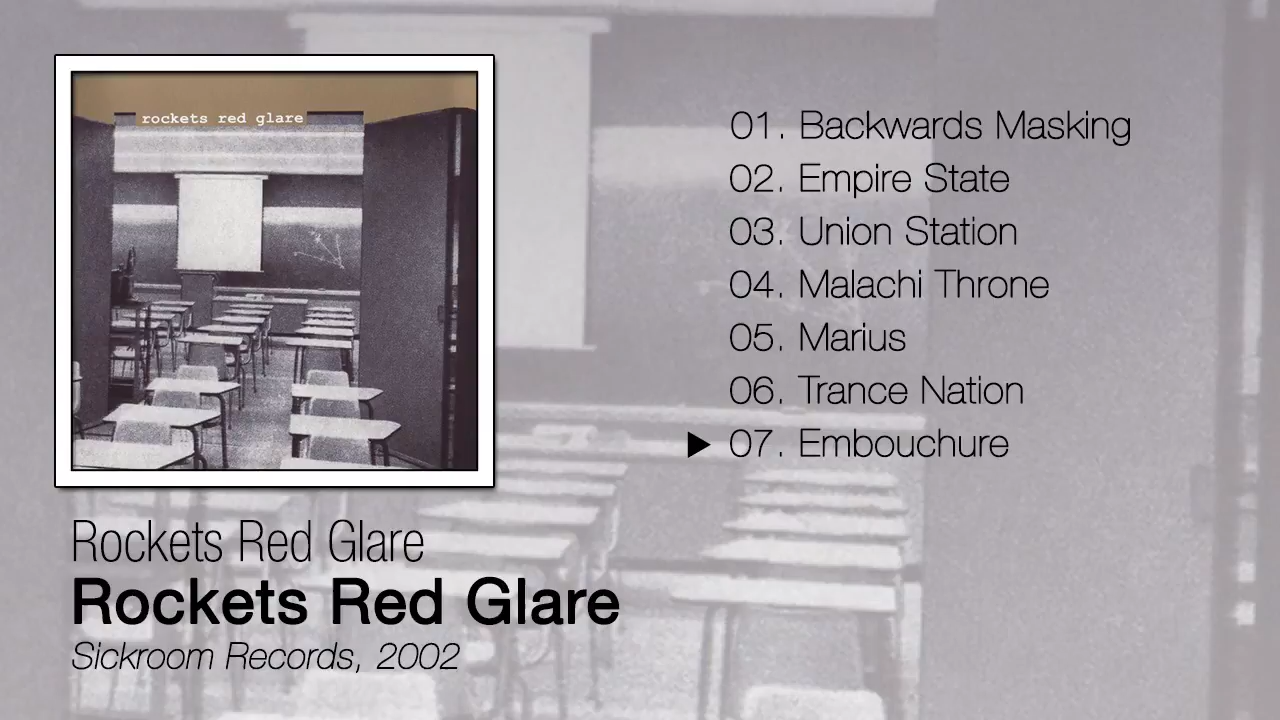 rockets red glare
01. Backwards Masking
02. Empire State
03. Union Station
04. Malachi Throne
05. Marius
06. Trance Nation
07. Embouchure
Rockets Red Glare
Rockets Red Glare
Sickroom Records, 2002